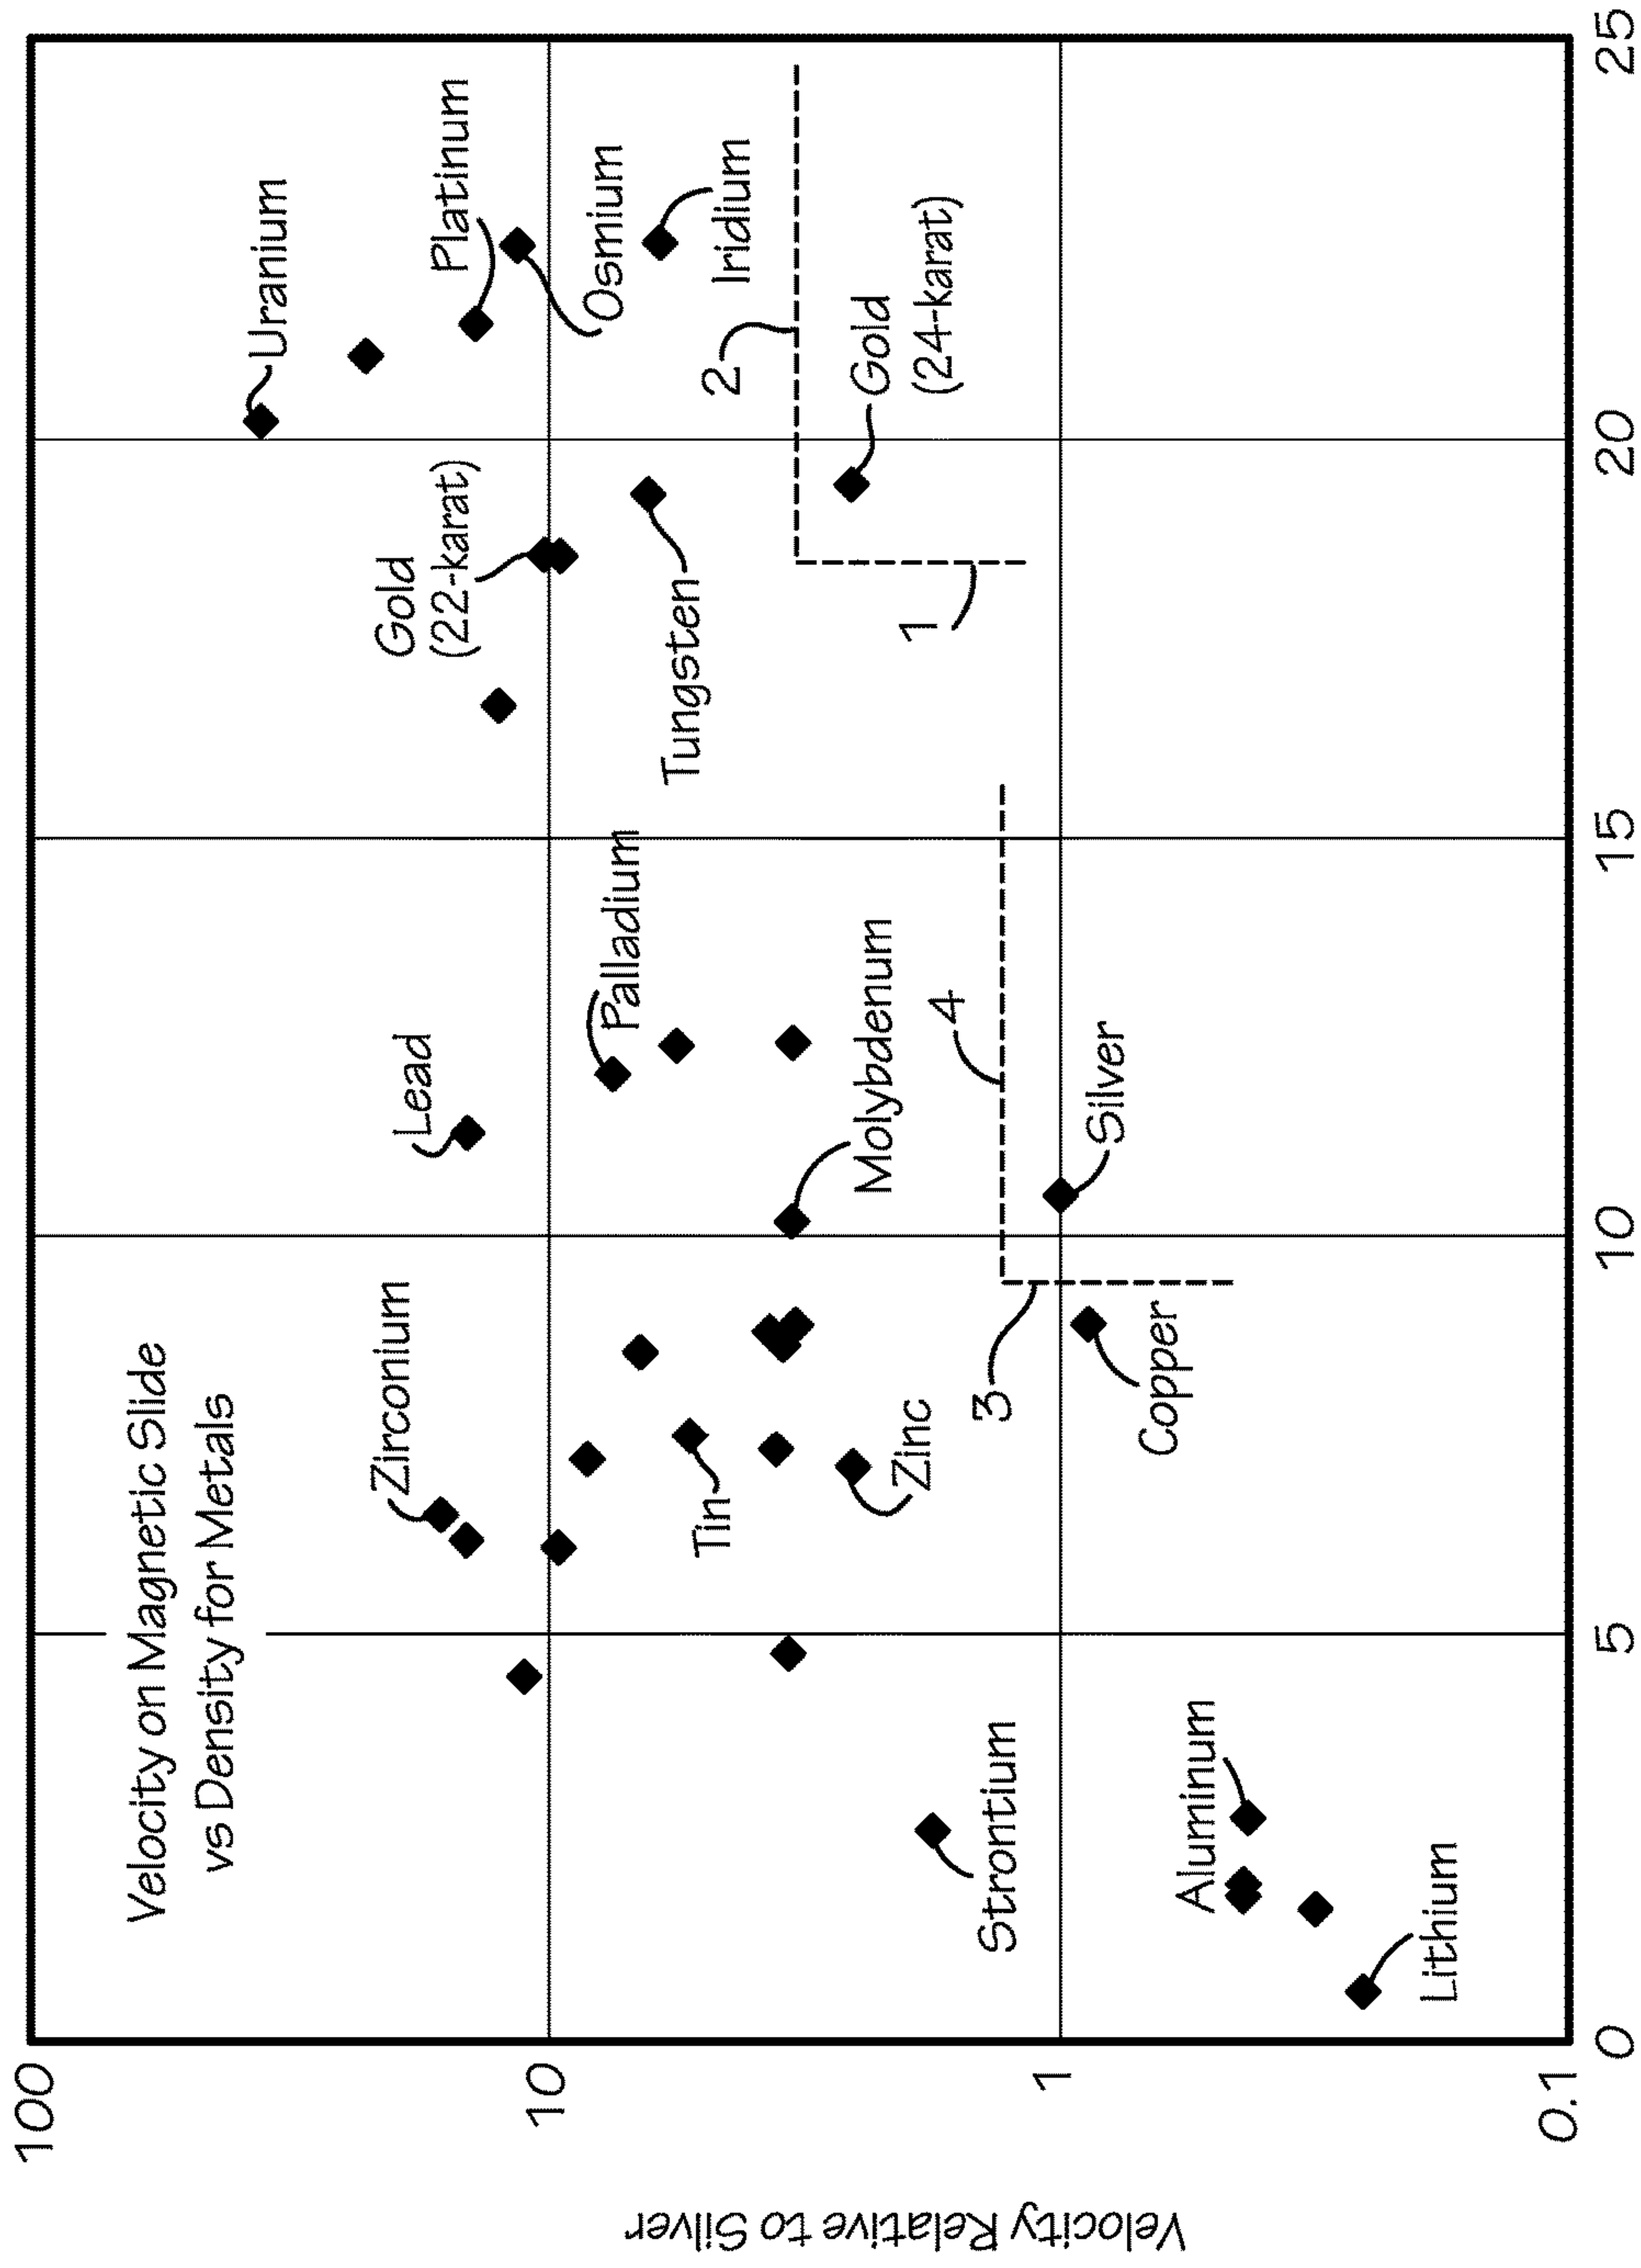 Velocity on Magnetic Slide
vs Density for Metals
100
10
1
0.1
Velocity Relative to Silver
0
5
10
15
20
25
Uranium
Platinum
Osmium
Iridium
Gold
(22-karat)
Tungsten
2
Gold
(24-karat)
1
Lead
Palladium
Molybdenum
4
Silver
Zirconium
Tin
Zinc
3
Copper
Strontium
Aluminum
Lithium